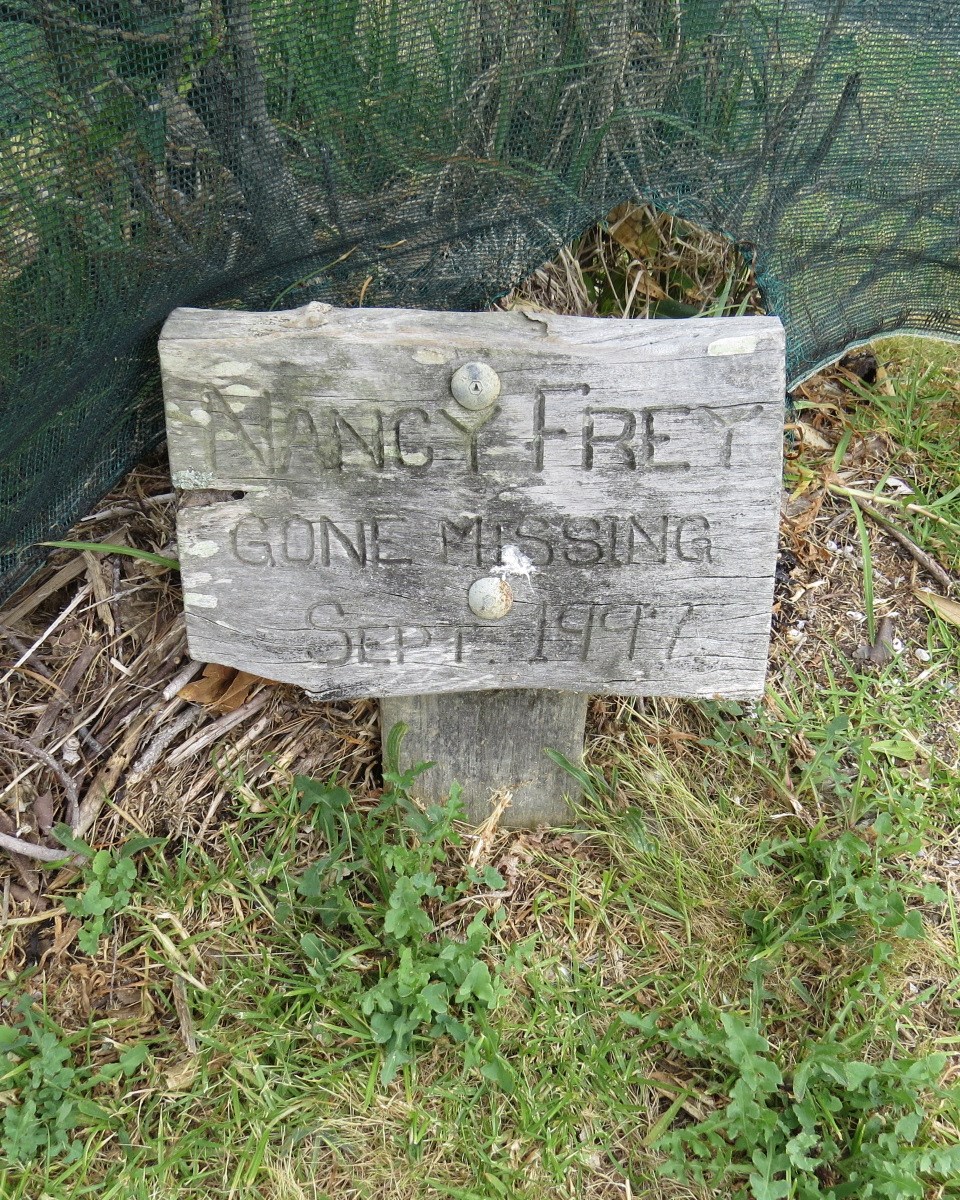 NANCY FREY
GONE MISSING
SEPT. 1997.